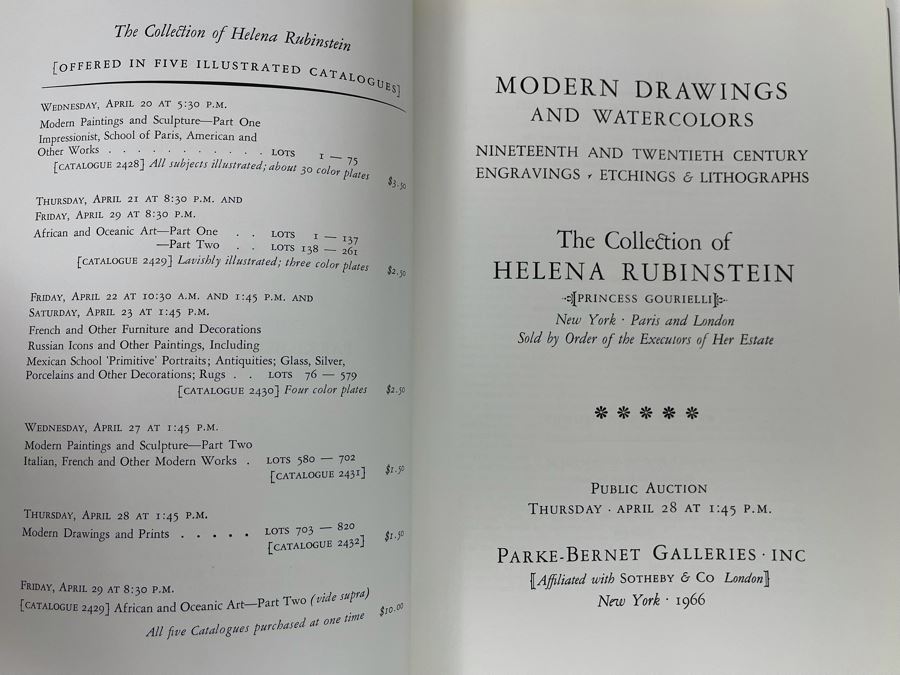 The Collection of Helena Rubinstein
[OFFERED IN FIVE ILLUSTRATED CATALOGUES]
WEDNESDAY, APRIL 20 AT 5:30 P.M.
Modern Paintings and Sculpture—Part One
Impressionist, School of Paris, American and
Other Works . . . . . . . . . . LOTS 1 — 75
[CATALOGUE 2428] All subjects illustrated; about 30 color plates $3.50
THURSDAY, APRIL 21 AT 8:30 P.M. AND
FRIDAY, APRIL 29 AT 8:30 P.M.
African and Oceanic Art—Part One . . LOTS 1 — 137
—Part Two . . LOTS 138 — 261
[CATALOGUE 2429] Lavishly illustrated; three color plates $2.50
FRIDAY, APRIL 22 AT 10:30 A.M. AND 1:45 P.M. AND
SATURDAY, APRIL 23 AT 1:45 P.M.
French and Other Furniture and Decorations
Russian Icons and Other Paintings, Including
Mexican School 'Primitive' Portraits; Antiquities; Glass, Silver,
Porcelains and Other Decorations; Rugs . . LOTS 76 — 579
[CATALOGUE 2430] Four color plates $2.50
WEDNESDAY, APRIL 27 AT 1:45 P.M.
Modern Paintings and Sculpture—Part Two
Italian, French and Other Modern Works . LOTS 580 — 702
[CATALOGUE 2431] $1.50
THURSDAY, APRIL 28 AT 1:45 P.M.
Modern Drawings and Prints . . . . . LOTS 703 — 820
[CATALOGUE 2432] $1.50
FRIDAY, APRIL 29 AT 8:30 P.M.
[CATALOGUE 2429] African and Oceanic Art—Part Two (vide supra)
All five Catalogues purchased at one time $10.00
MODERN DRAWINGS
AND WATERCOLORS
NINETEENTH AND TWENTIETH CENTURY
ENGRAVINGS , ETCHINGS & LITHOGRAPHS
The Collection of
HELENA RUBINSTEIN
[PRINCESS GOURIELLI]
New York · Paris and London
Sold by Order of the Executors of Her Estate
PUBLIC AUCTION
THURSDAY · APRIL 28 AT 1:45 P.M.
PARKE-BERNET GALLERIES · INC
[Affiliated with SOTHEBY & CO London]
New York · 1966